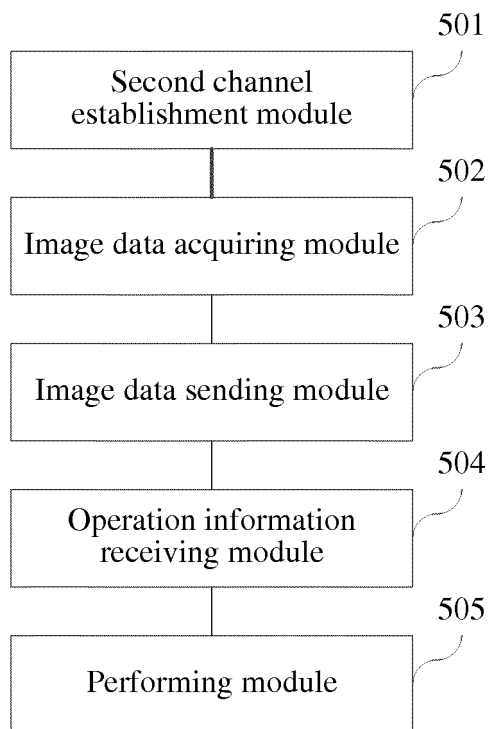 501
Second channel
establishment module
502
Image data acquiring module
503
Image data sending module
504
Operation information
receiving module
505
Performing module